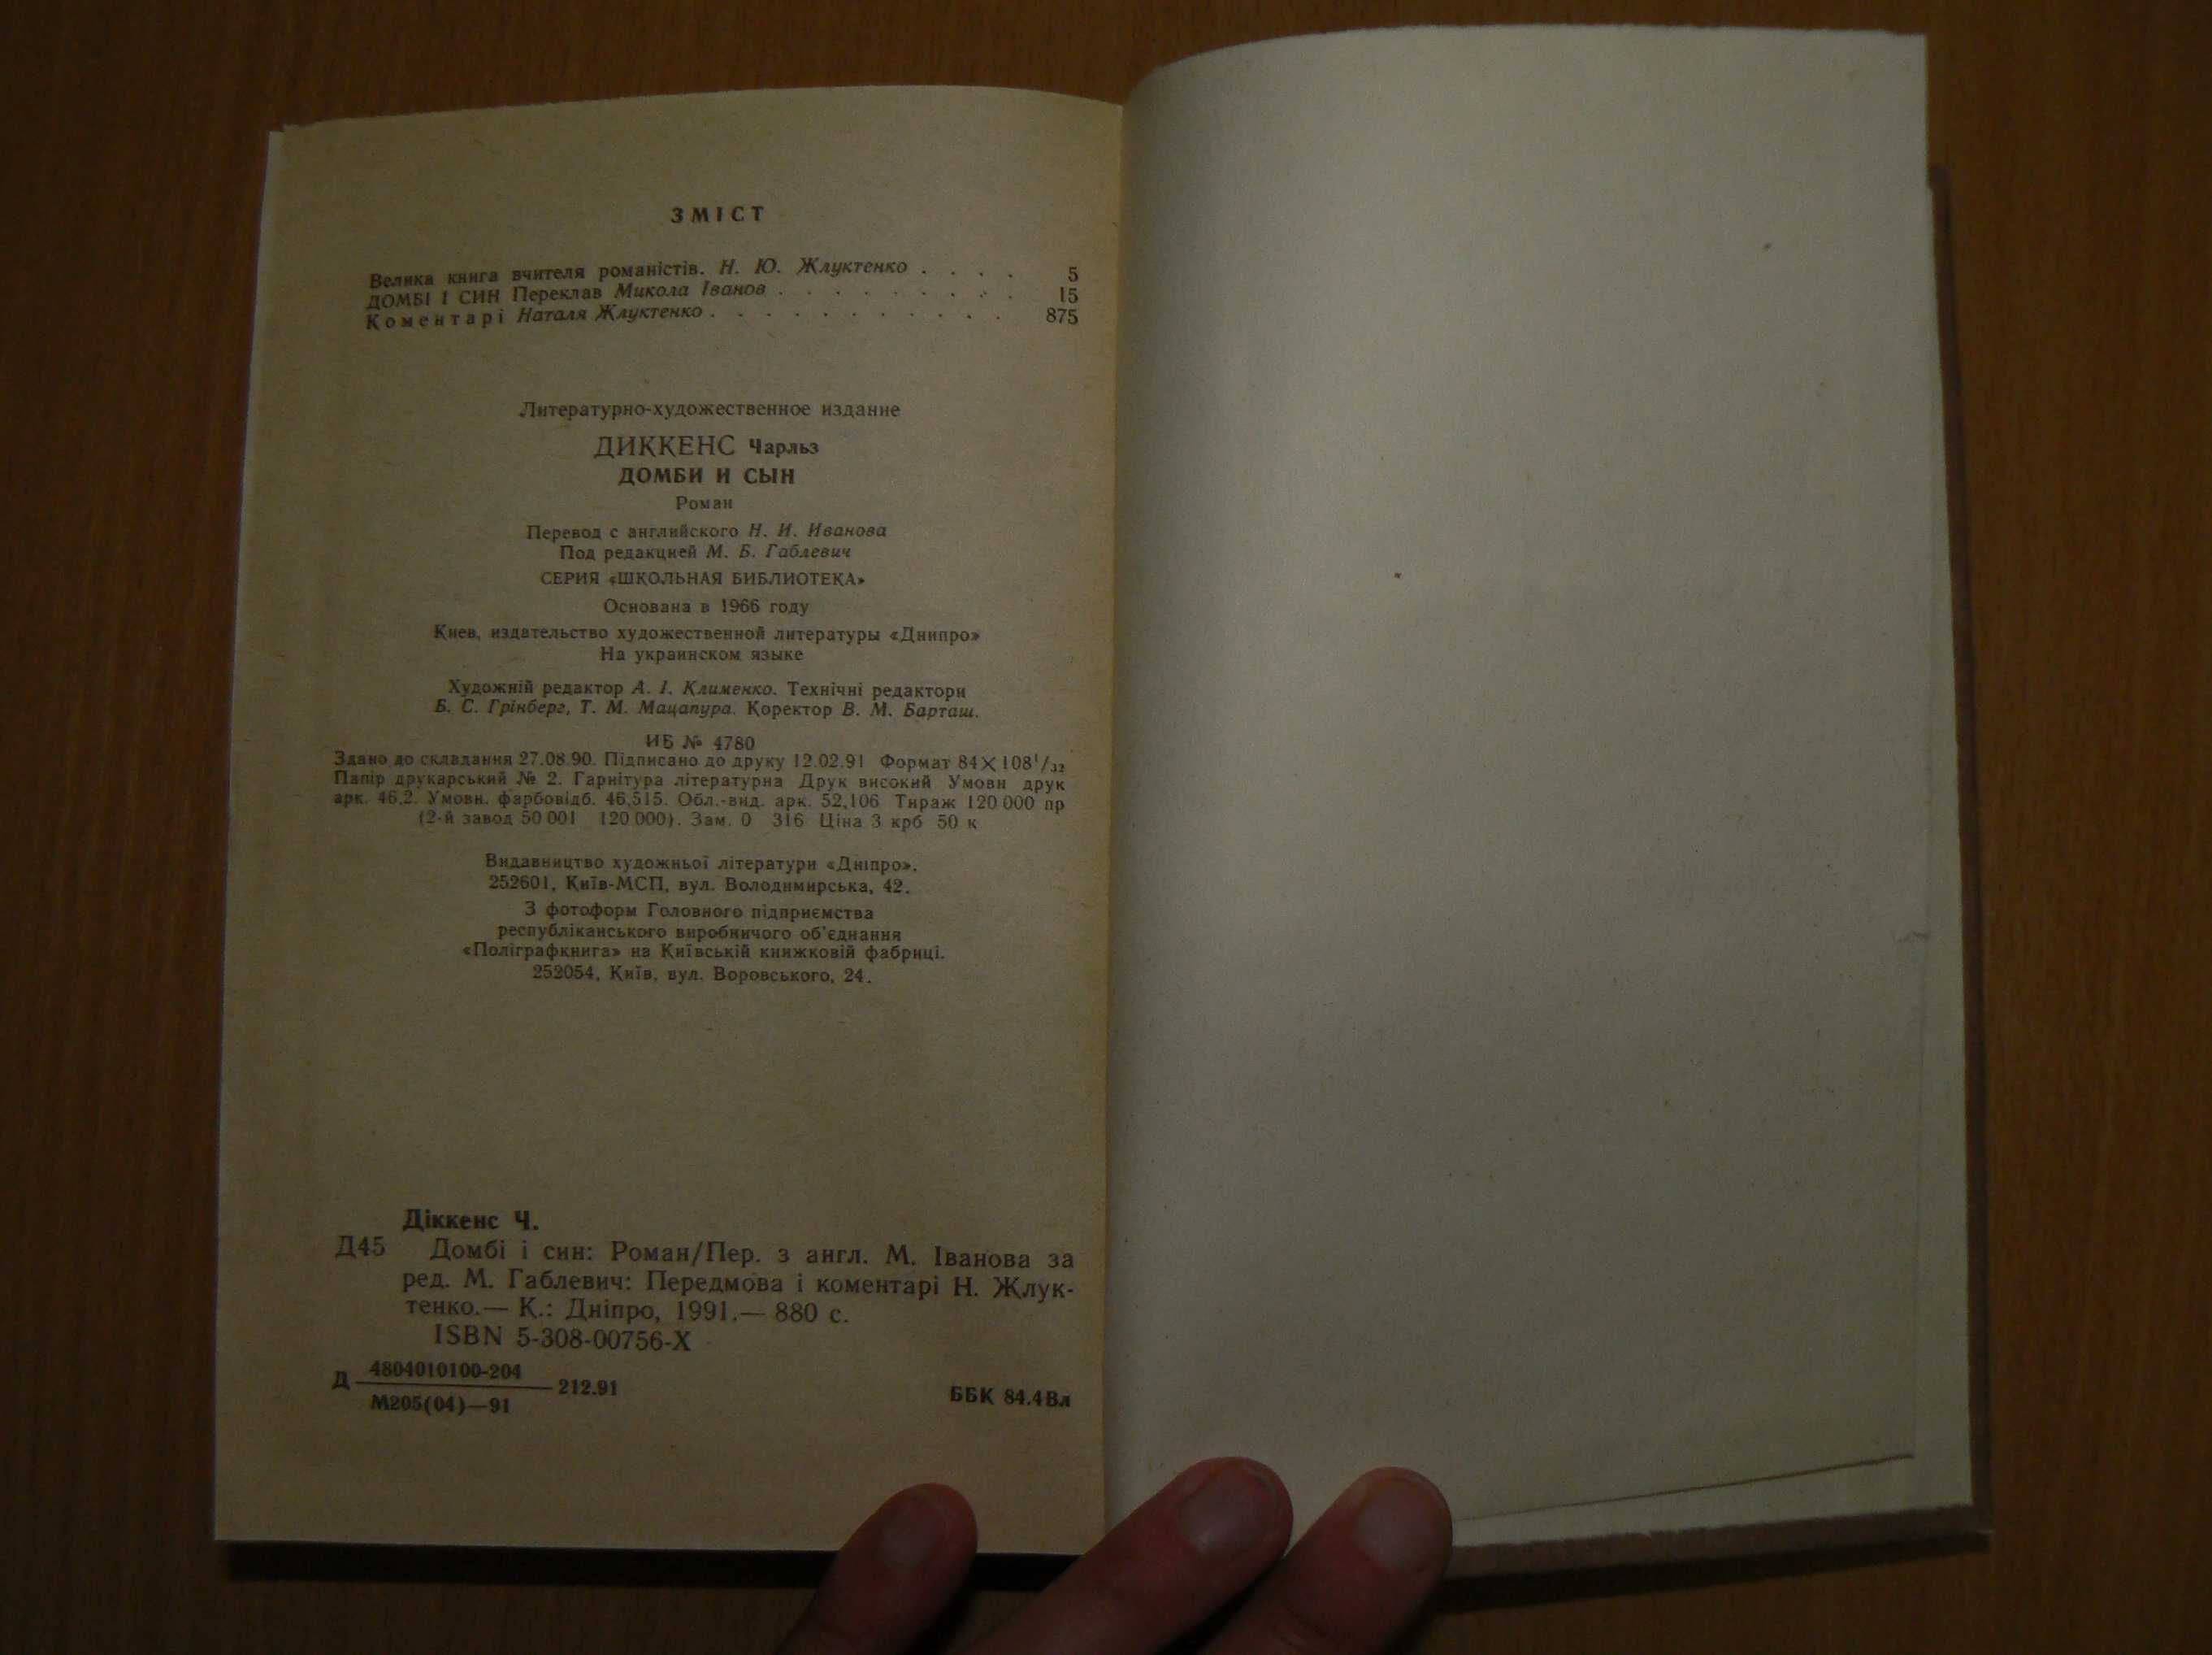 ЗМІСТ
Велика книга вчителя романістів. Н. Ю. Жлуктенко . . . . 5
ДОМБІ І СИН Переклав Микола Іванов . . . . . . . . . 15
Коментарі Наталя Жлуктенко . . . . . . . . . . . 875
Литературно-художественное издание
ДИККЕНС Чарльз
ДОМБИ И СЫН
Роман
Перевод с английского Н. И. Иванова
Под редакцией М. Б. Габлевич
СЕРИЯ «ШКОЛЬНАЯ БИБЛИОТЕКА»
Основана в 1966 году
Киев, издательство художественной литературы «Днипро»
На украинском языке
Художній редактор А. І. Клименко. Технічні редактори
Б. С. Грінберг, Т. М. Мацапура. Коректор В. М. Барташ.
ИБ № 4780
Здано до складання 27.08.90. Підписано до друку 12.02.91 Формат 84×108¹/₃₂
Папір друкарський № 2. Гарнітура літературна Друк високий Умовн друк
арк. 46,2. Умовн. фарбовідб. 46,515. Обл.-вид. арк. 52,106 Тираж 120 000 пр
(2-й завод 50 001 120 000). Зам. 0 316 Ціна 3 крб 50 к
Видавництво художньої літератури «Дніпро».
252601, Київ-МСП, вул. Володимирська, 42.
З фотоформ Головного підприємства
республіканського виробничого об'єднання
«Поліграфкнига» на Київській книжковій фабриці.
252054, Київ, вул. Воровського, 24.
Діккенс Ч.
Д45 Домбі і син: Роман/Пер. з англ. М. Іванова за
ред. М. Габлевич: Передмова і коментарі Н. Жлук-
тенко.— К.: Дніпро, 1991.— 880 с.
ISBN 5-308-00756-X
Д 4804010100-204
М205(04)—91
212.91
ББК 84.4Вл